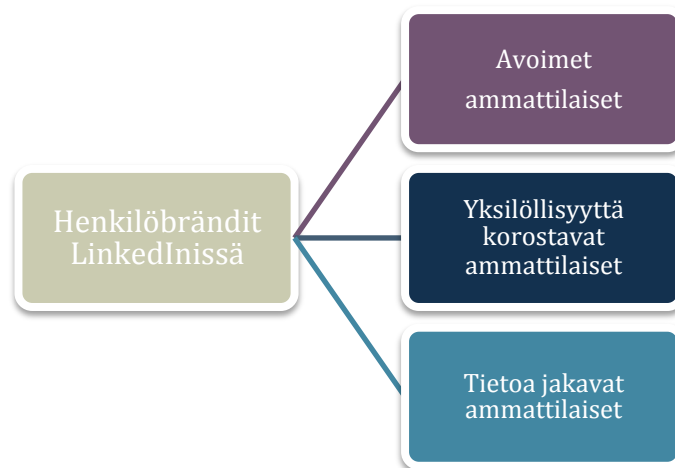 Avoimet
ammattilaiset
Henkilöbrändit
LinkedInissä
Yksilöllisyyttä
korostavat
ammattilaiset
Tietoa jakavat
ammattilaiset